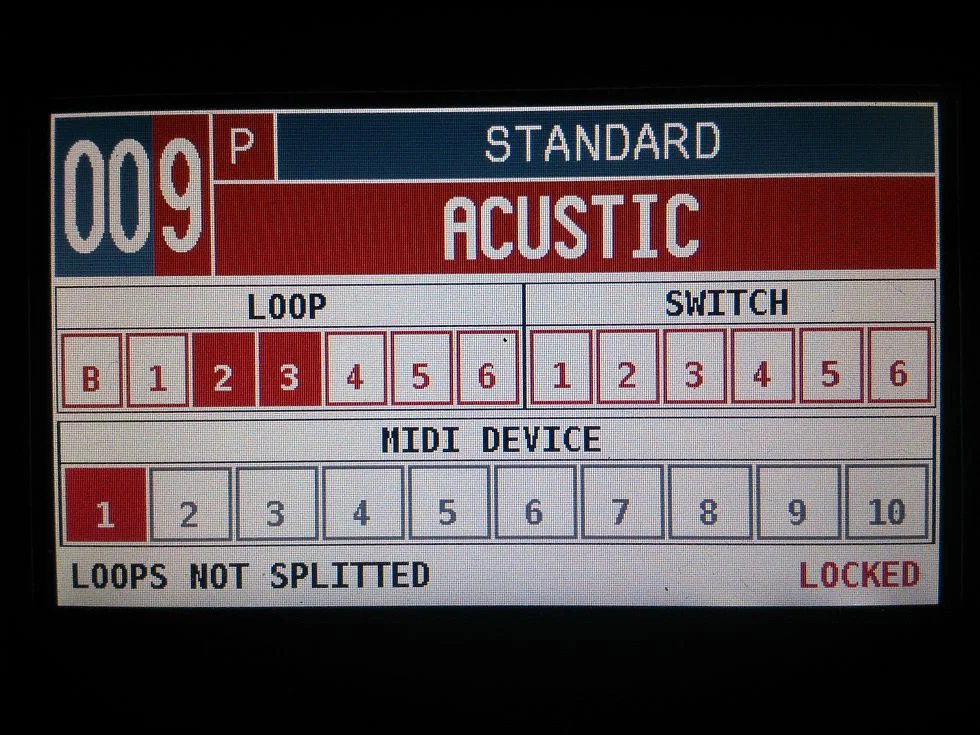 009 P STANDARD
ACUSTIC
LOOP SWITCH
B 1 2 3 4 5 6 1 2 3 4 5 6
MIDI DEVICE
1 2 3 4 5 6 7 8 9 10
LOOPS NOT SPLITTED LOCKED